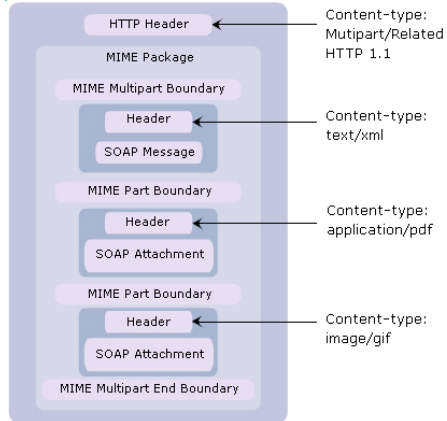 HTTP Header
Content-type:
Mutipart/Related
HTTP 1.1
MIME Package
MIME Multipart Boundary
Header
Content-type:
text/xml
SOAP Message
MIME Part Boundary
Header
Content-type:
application/pdf
SOAP Attachment
MIME Part Boundary
Header
Content-type:
image/gif
SOAP Attachment
MIME Multipart End Boundary